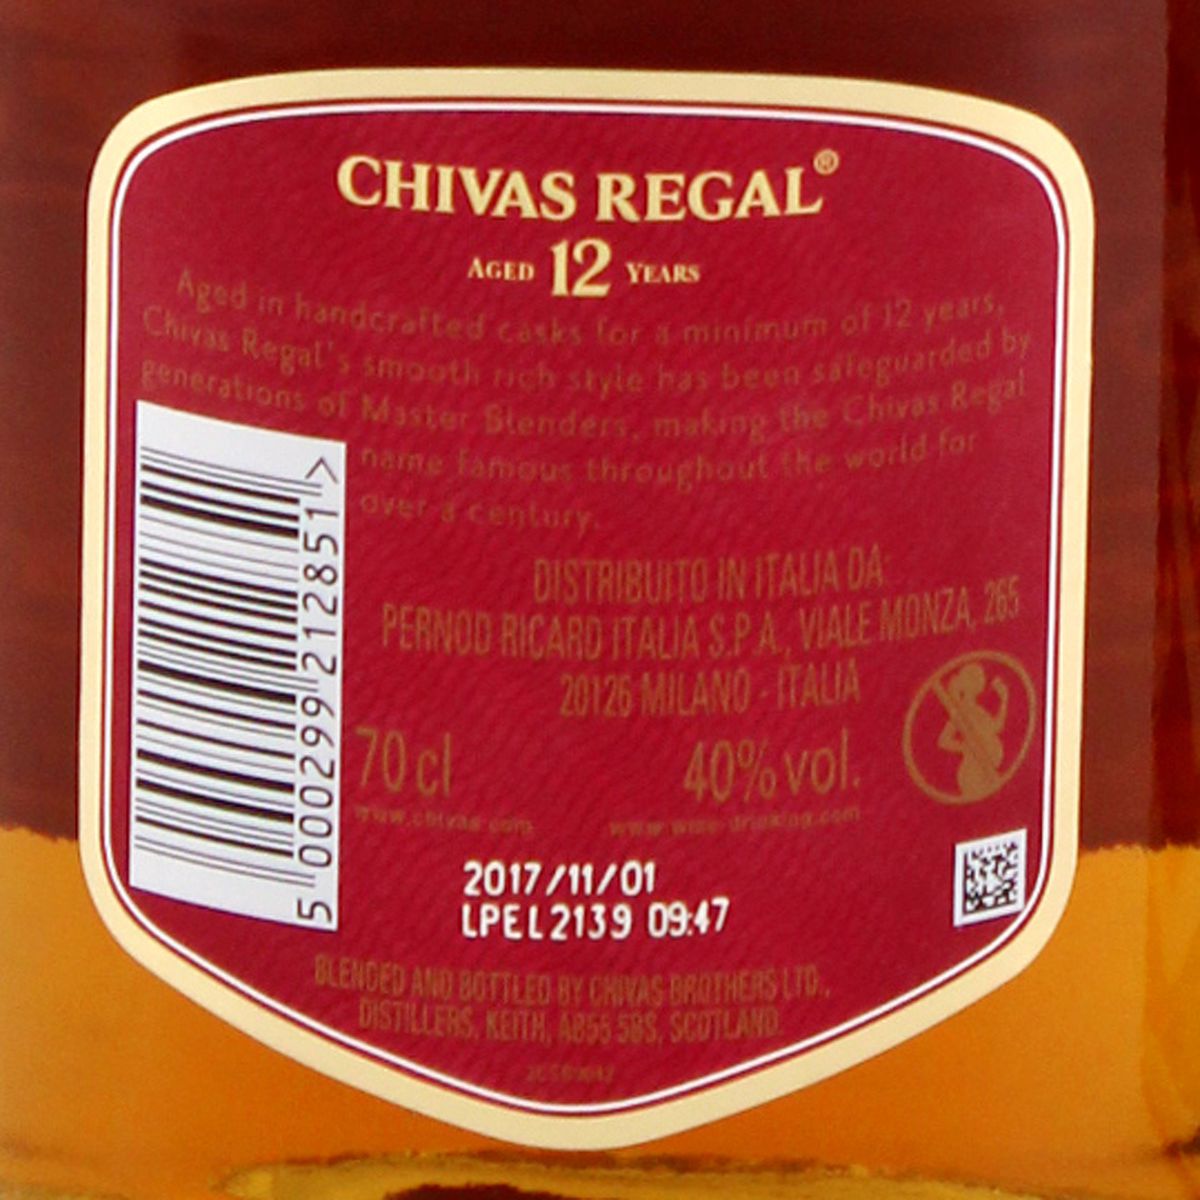 CHIVAS REGAL®
AGED 12 YEARS
Aged in handcrafted casks for a minimum of 12 years,
Chivas Regal's smooth rich style has been safeguarded by
generations of Master Blenders, making the Chivas Regal
name famous throughout the world for
over a century.
DISTRIBUITO IN ITALIA DA:
PERNOD RICARD ITALIA S.P.A., VIALE MONZA, 265
20126 MILANO - ITALIA
70 cl 40% vol.
www.chivas.com www.wise-drinking.com
5 000299 212851 >
2017/11/01
LPEL2139 09:47
BLENDED AND BOTTLED BY CHIVAS BROTHERS LTD.,
DISTILLERS, KEITH, AB55 5BS, SCOTLAND.